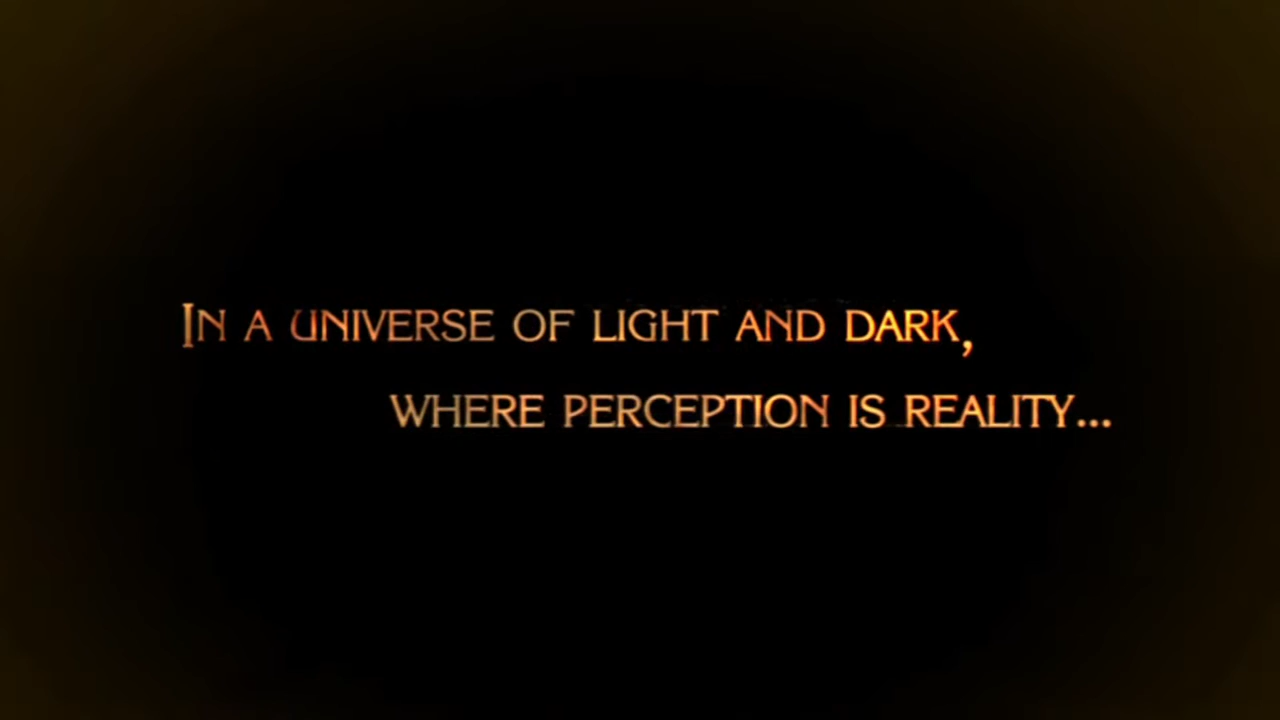 In a universe of light and dark,
where perception is reality...